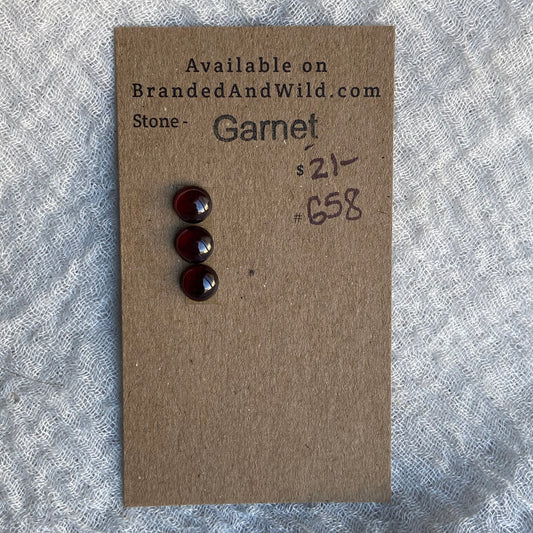 Available on
BrandedAndWild.com
Stone- Garnet
$ 21-
# 658